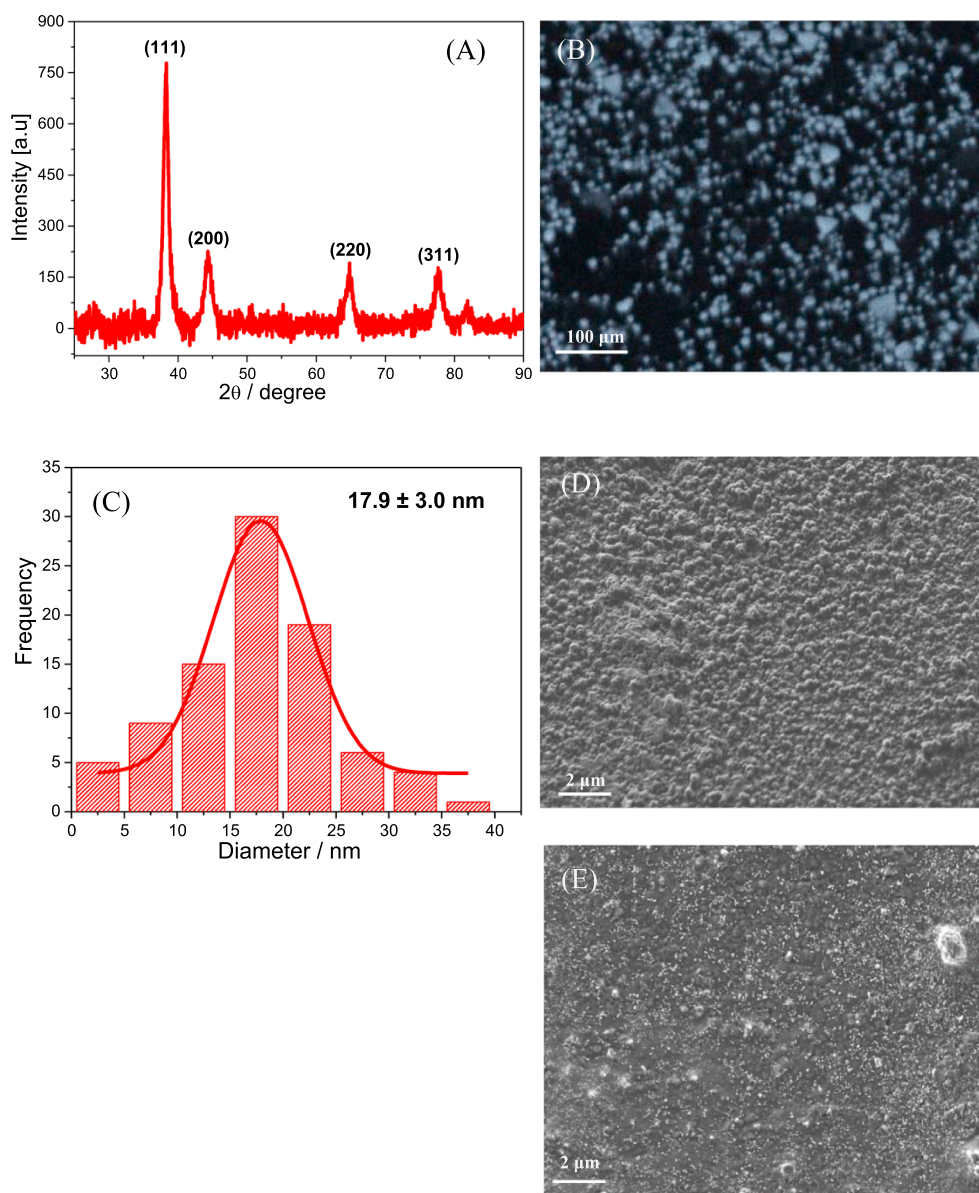 (A)
(111)
(200)
(220)
(311)
900
750
600
450
300
150
0
Intensity [a.u]
30 40 50 60 70 80 90
2θ / degree
(B)
100 µm
(C)
17.9 ± 3.0 nm
35
30
25
20
15
10
5
0
Frequency
0 5 10 15 20 25 30 35 40
Diameter / nm
(D)
2 µm
(E)
2 µm